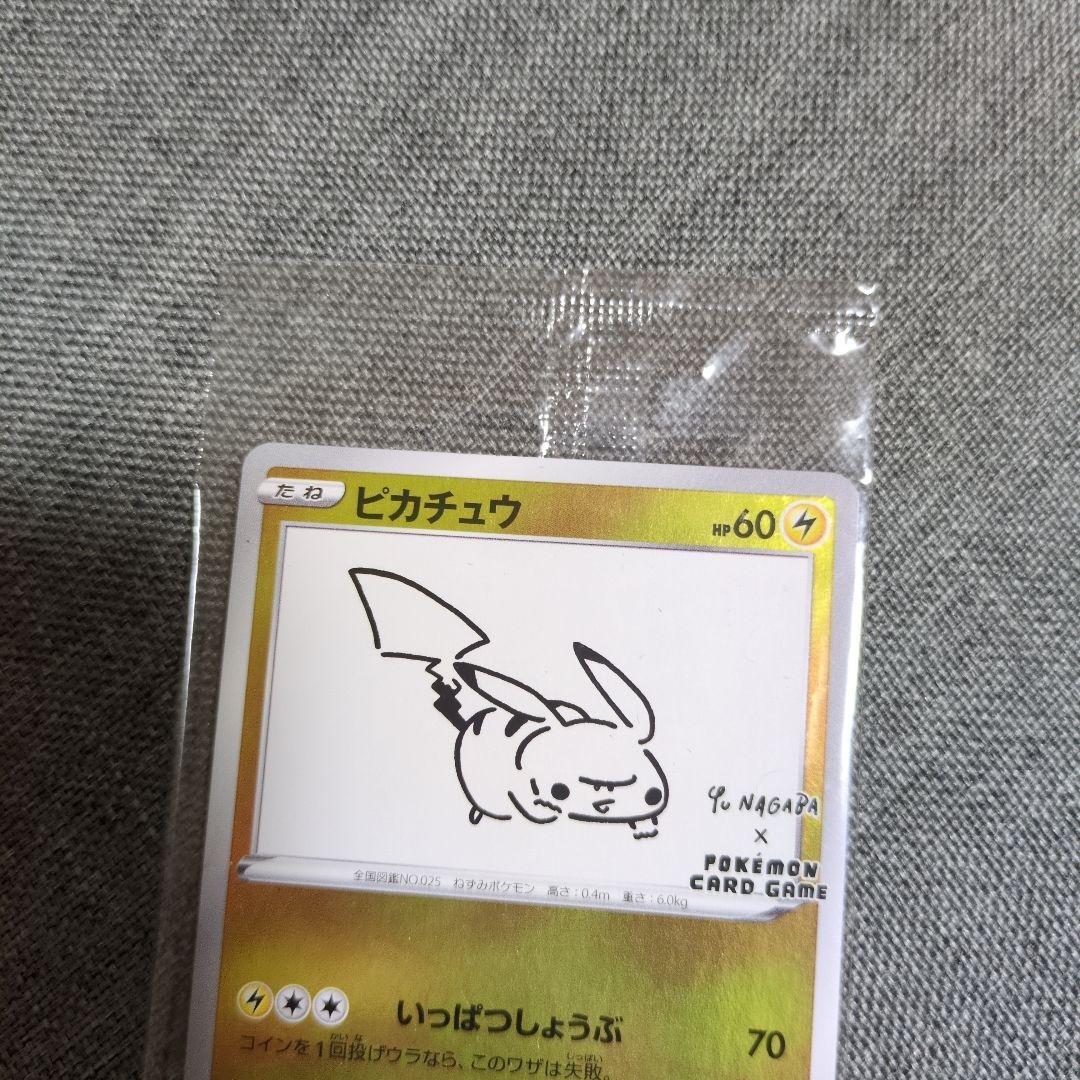 たね ピカチュウ HP60
Yu NAGABA
×
POKÉMON
CARD GAME
全国図鑑NO.025 ねずみポケモン 高さ:0.4m 重さ:6.0kg
いっぱつしょうぶ 70
コインを1回投げウラなら、このワザは失敗。